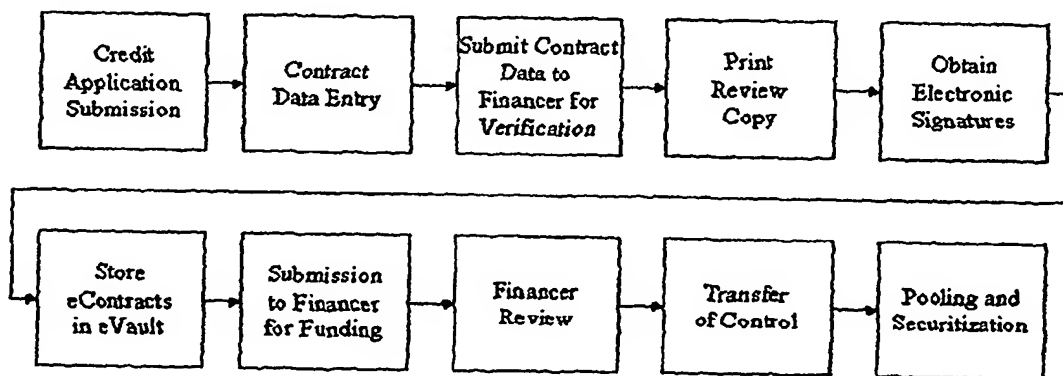 Credit
Application
Submission
Contract
Data Entry
Submit Contract
Data to
Financer for
Verification
Print
Review
Copy
Obtain
Electronic
Signatures
Store
eContracts
in eVault
Submission
to Financer
for Funding
Financer
Review
Transfer
of Control
Pooling and
Securitization